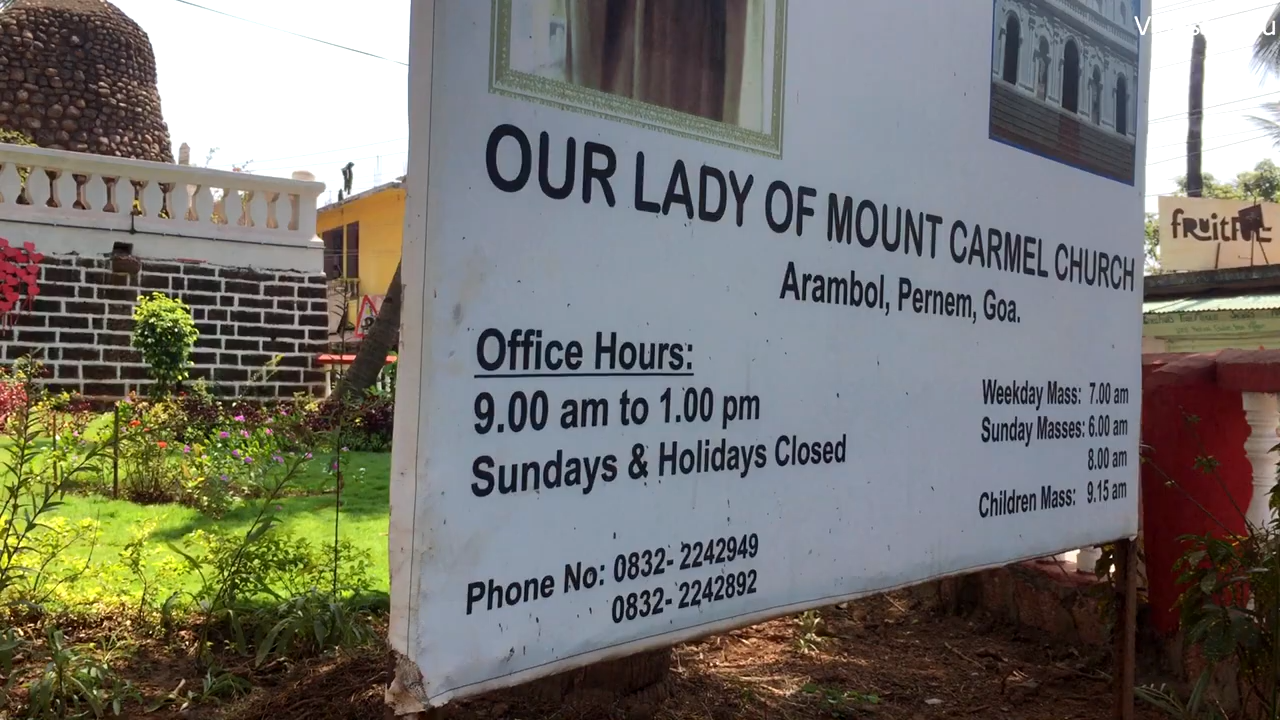 OUR LADY OF MOUNT CARMEL CHURCH
Arambol, Pernem, Goa.
Office Hours:
9.00 am to 1.00 pm
Sundays & Holidays Closed
Phone No: 0832- 2242949
0832- 2242892
Weekday Mass: 7.00 am
Sunday Masses: 6.00 am
8.00 am
Children Mass: 9.15 am
fruitful